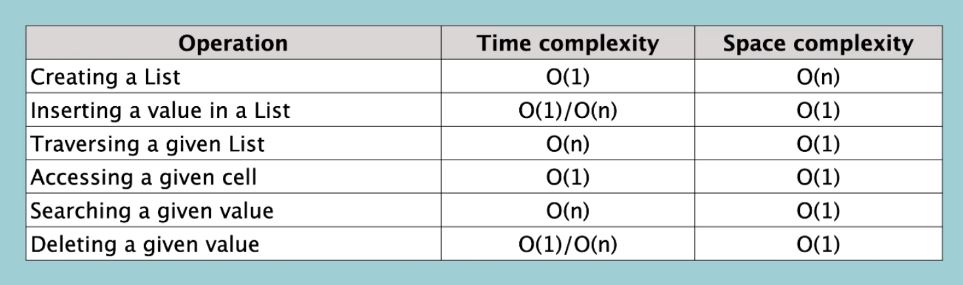 Operation Time complexity Space complexity
Creating a List O(1) O(n)
Inserting a value in a List O(1)/O(n) O(1)
Traversing a given List O(n) O(1)
Accessing a given cell O(1) O(1)
Searching a given value O(n) O(1)
Deleting a given value O(1)/O(n) O(1)